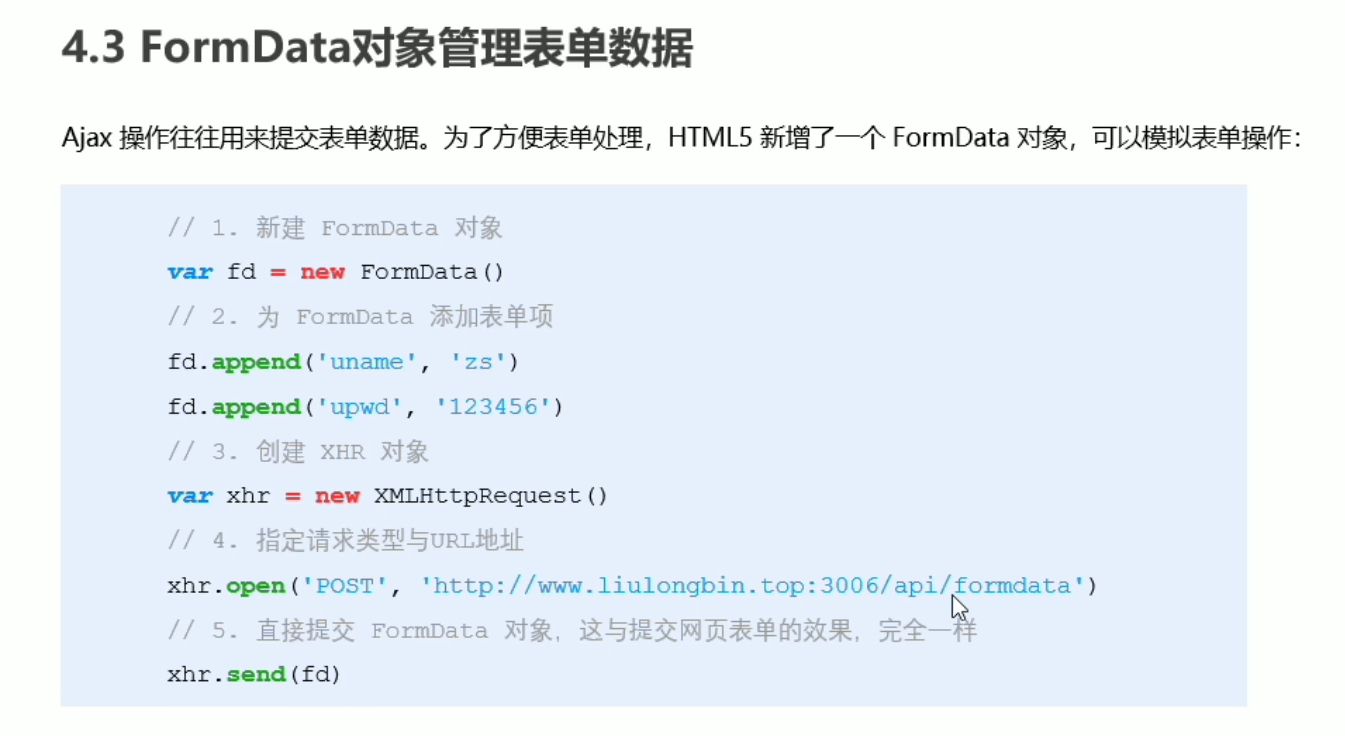 4.3 FormData对象管理表单数据
Ajax 操作往往用来提交表单数据。为了方便表单处理，HTML5 新增了一个 FormData 对象，可以模拟表单操作：
// 1. 新建 FormData 对象
var fd = new FormData()
// 2. 为 FormData 添加表单项
fd.append('uname', 'zs')
fd.append('upwd', '123456')
// 3. 创建 XHR 对象
var xhr = new XMLHttpRequest()
// 4. 指定请求类型与URL地址
xhr.open('POST', 'http://www.liulongbin.top:3006/api/formdata')
// 5. 直接提交 FormData 对象，这与提交网页表单的效果，完全一样
xhr.send(fd)